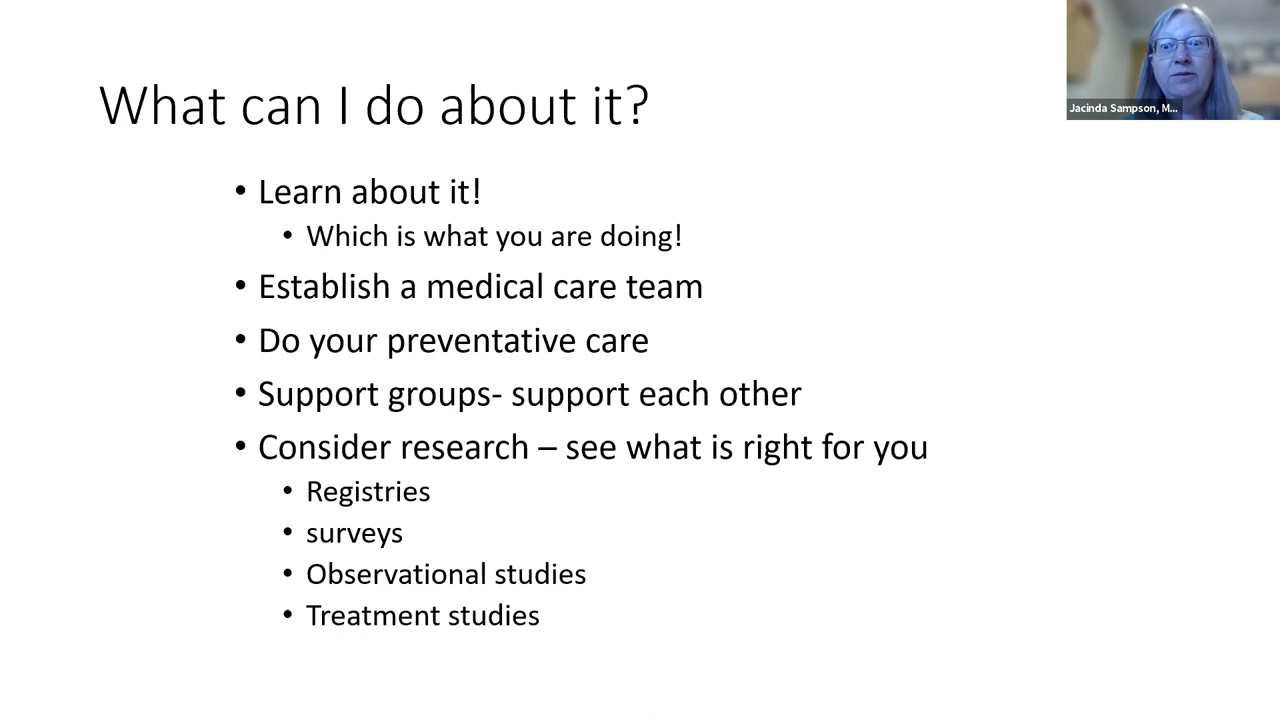 What can I do about it?
Jacinda Sampson, M...
• Learn about it!
• Which is what you are doing!
• Establish a medical care team
• Do your preventative care
• Support groups- support each other
• Consider research – see what is right for you
• Registries
• surveys
• Observational studies
• Treatment studies